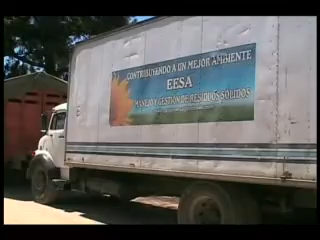 CONTRIBUYENDO A UN MEJOR AMBIENTE
EESA
MANEJO Y GESTION DE RESIDUOS SOLIDOS